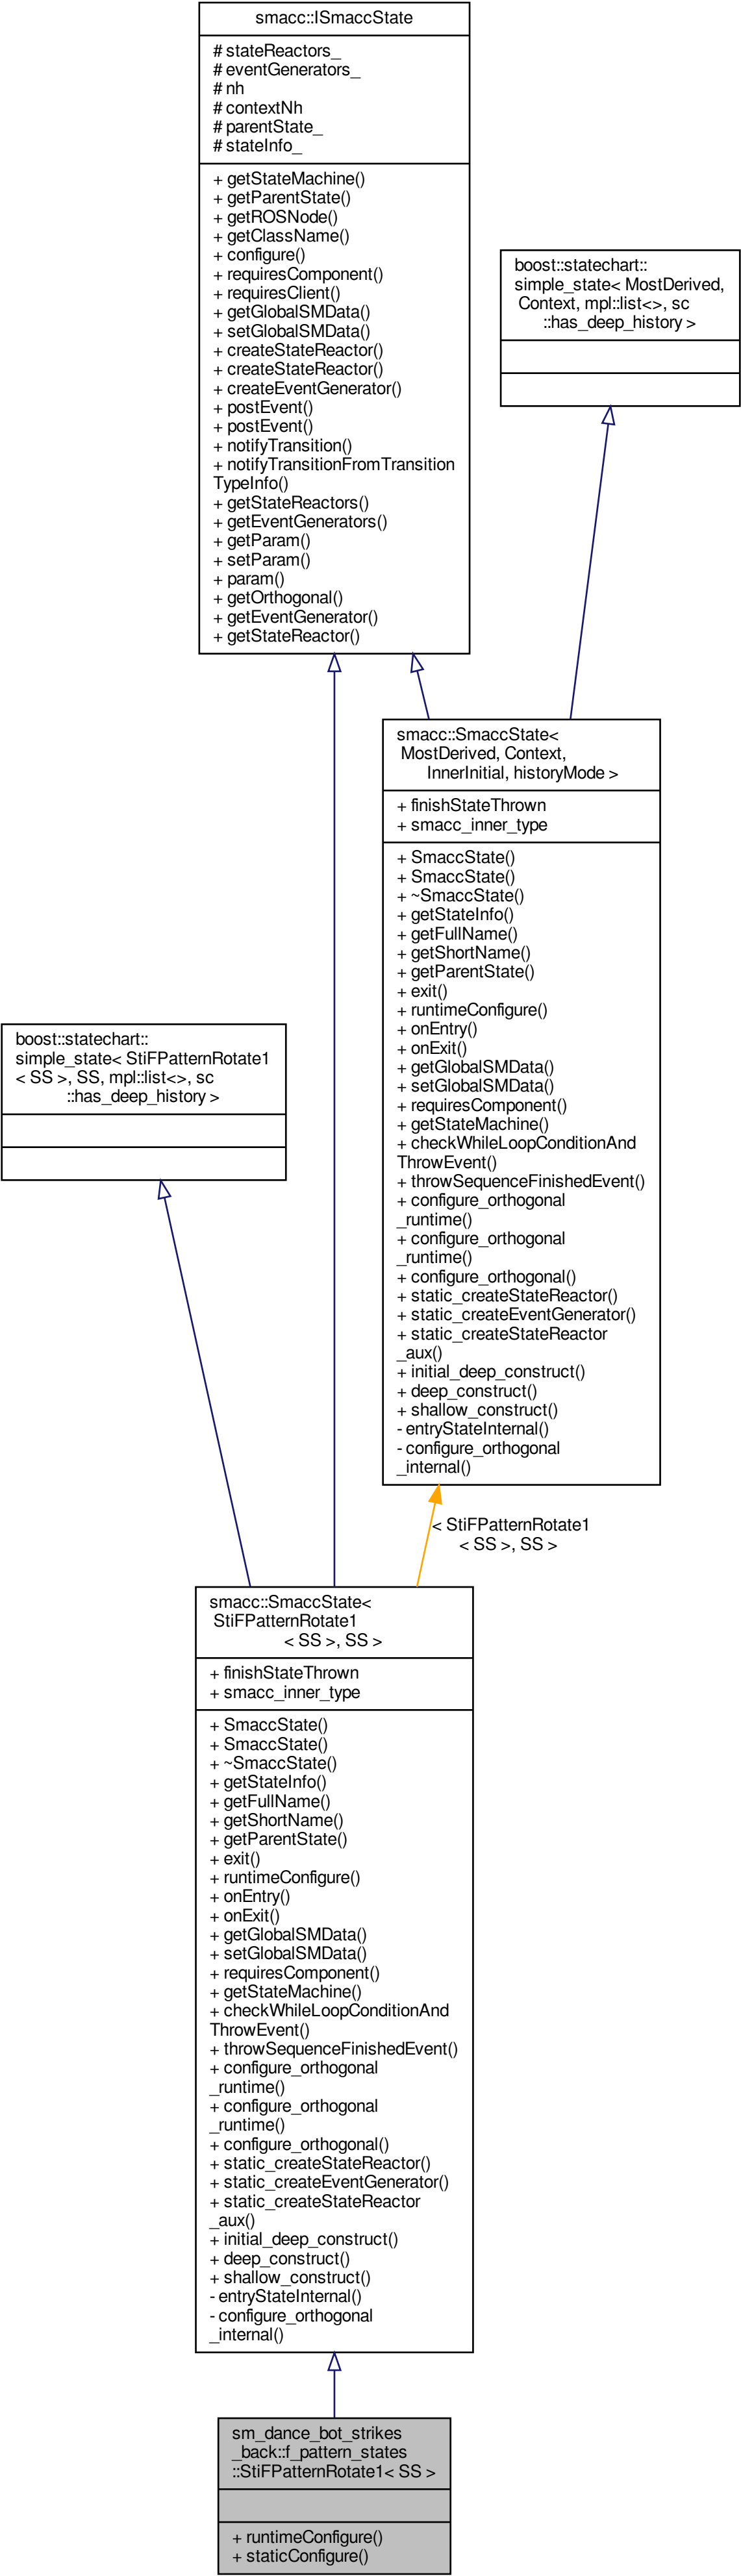 smacc::ISmaccState
# stateReactors_
# eventGenerators_
# nh
# contextNh
# parentState_
# stateInfo_
+ getStateMachine()
+ getParentState()
+ getROSNode()
+ getClassName()
+ configure()
+ requiresComponent()
+ requiresClient()
+ getGlobalSMData()
+ setGlobalSMData()
+ createStateReactor()
+ createStateReactor()
+ createEventGenerator()
+ postEvent()
+ postEvent()
+ notifyTransition()
+ notifyTransitionFromTransition
TypeInfo()
+ getStateReactors()
+ getEventGenerators()
+ getParam()
+ setParam()
+ param()
+ getOrthogonal()
+ getEventGenerator()
+ getStateReactor()
boost::statechart::
simple_state< MostDerived,
Context, mpl::list<>, sc
::has_deep_history >
smacc::SmaccState<
MostDerived, Context,
InnerInitial, historyMode >
+ finishStateThrown
+ smacc_inner_type
+ SmaccState()
+ SmaccState()
+ ~SmaccState()
+ getStateInfo()
+ getFullName()
+ getShortName()
+ getParentState()
+ exit()
+ runtimeConfigure()
+ onEntry()
+ onExit()
+ getGlobalSMData()
+ setGlobalSMData()
+ requiresComponent()
+ getStateMachine()
+ checkWhileLoopConditionAnd
ThrowEvent()
+ throwSequenceFinishedEvent()
+ configure_orthogonal
_runtime()
+ configure_orthogonal
_runtime()
+ configure_orthogonal()
+ static_createStateReactor()
+ static_createEventGenerator()
+ static_createStateReactor
_aux()
+ initial_deep_construct()
+ deep_construct()
+ shallow_construct()
- entryStateInternal()
- configure_orthogonal
_internal()
boost::statechart::
simple_state< StiFPatternRotate1
< SS >, SS, mpl::list<>, sc
::has_deep_history >
< StiFPatternRotate1
< SS >, SS >
smacc::SmaccState<
StiFPatternRotate1
< SS >, SS >
+ finishStateThrown
+ smacc_inner_type
+ SmaccState()
+ SmaccState()
+ ~SmaccState()
+ getStateInfo()
+ getFullName()
+ getShortName()
+ getParentState()
+ exit()
+ runtimeConfigure()
+ onEntry()
+ onExit()
+ getGlobalSMData()
+ setGlobalSMData()
+ requiresComponent()
+ getStateMachine()
+ checkWhileLoopConditionAnd
ThrowEvent()
+ throwSequenceFinishedEvent()
+ configure_orthogonal
_runtime()
+ configure_orthogonal
_runtime()
+ configure_orthogonal()
+ static_createStateReactor()
+ static_createEventGenerator()
+ static_createStateReactor
_aux()
+ initial_deep_construct()
+ deep_construct()
+ shallow_construct()
- entryStateInternal()
- configure_orthogonal
_internal()
sm_dance_bot_strikes
_back::f_pattern_states
::StiFPatternRotate1< SS >
+ runtimeConfigure()
+ staticConfigure()